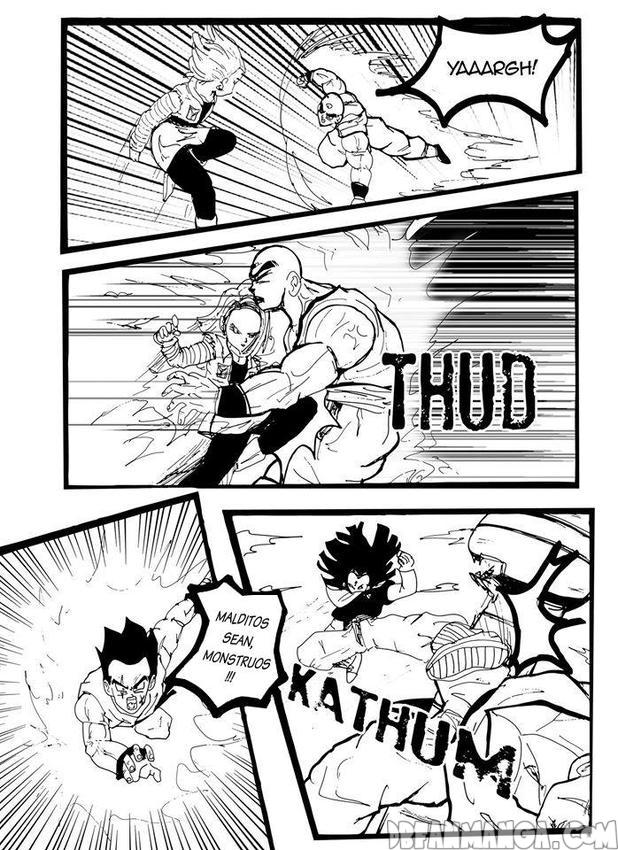 YAAARGH!
THUD
MALDITOS
SEAN,
MONSTRUOS
!!!
KATHUM
DBFANMANGA.COM